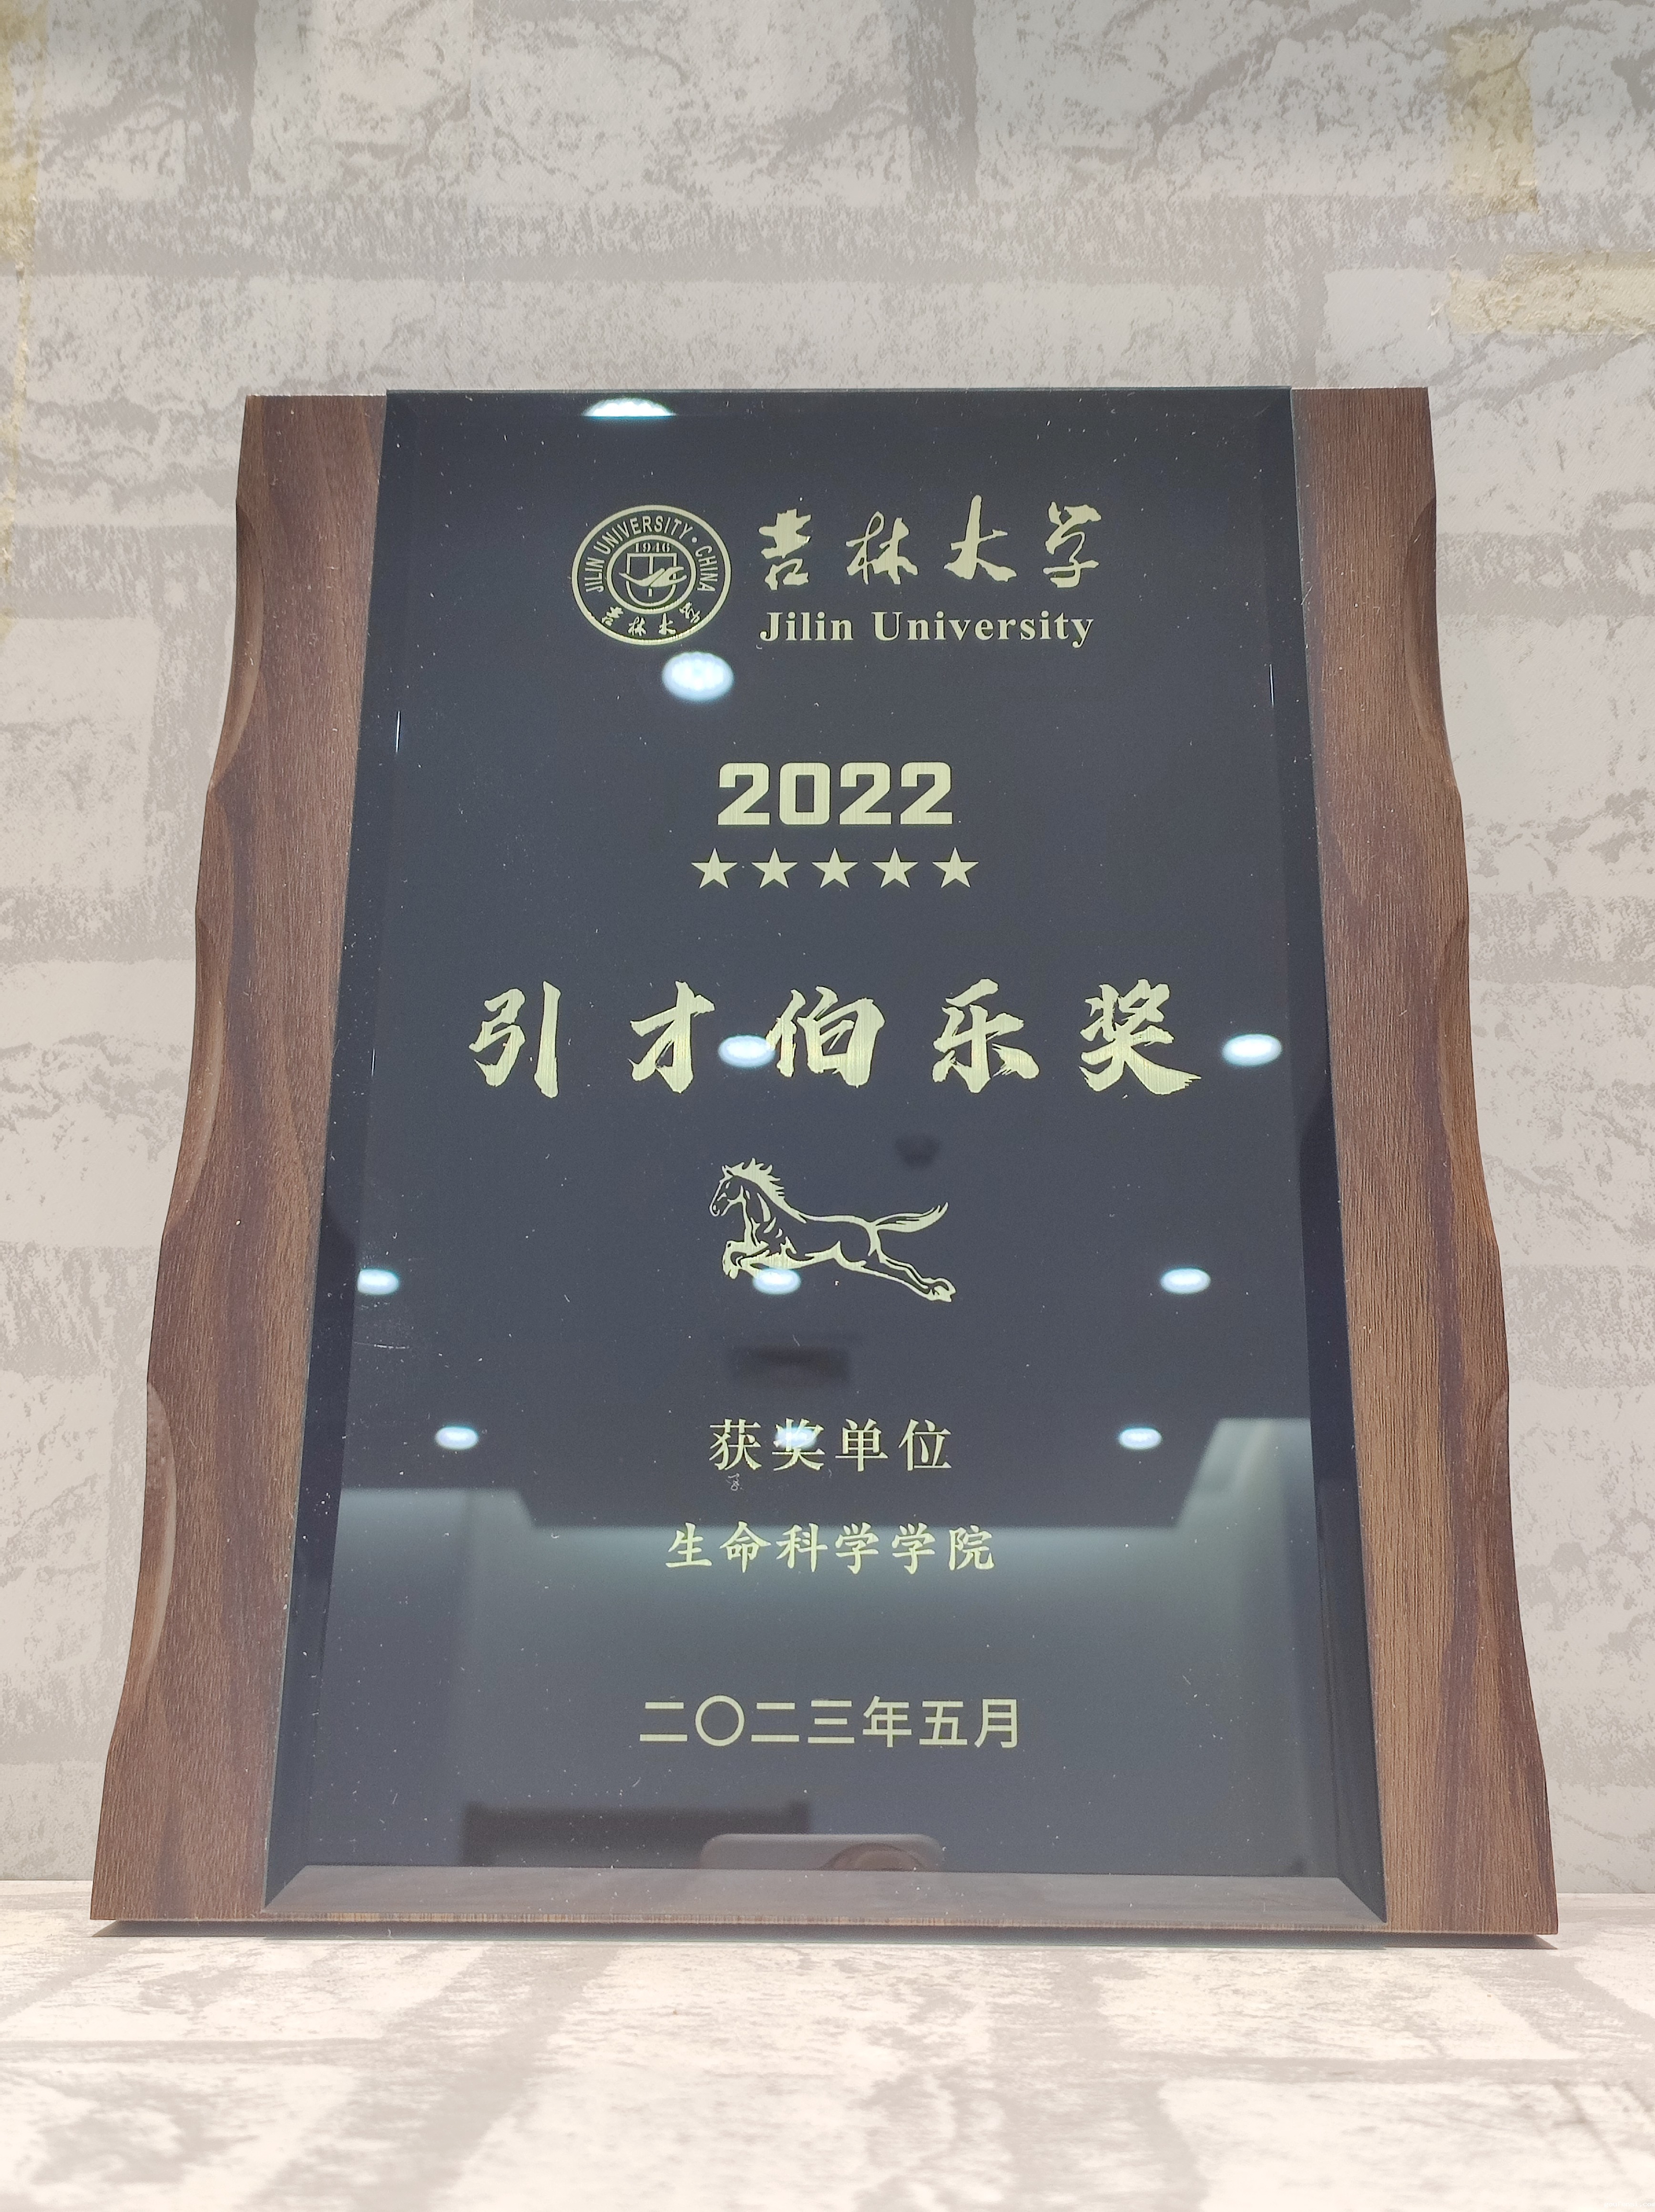 JILIN UNIVERSITY · CHINA
1946
吉林大学
吉林大学
Jilin University
2022
★★★★★
引才伯乐奖
获奖单位
生命科学学院
二〇二三年五月